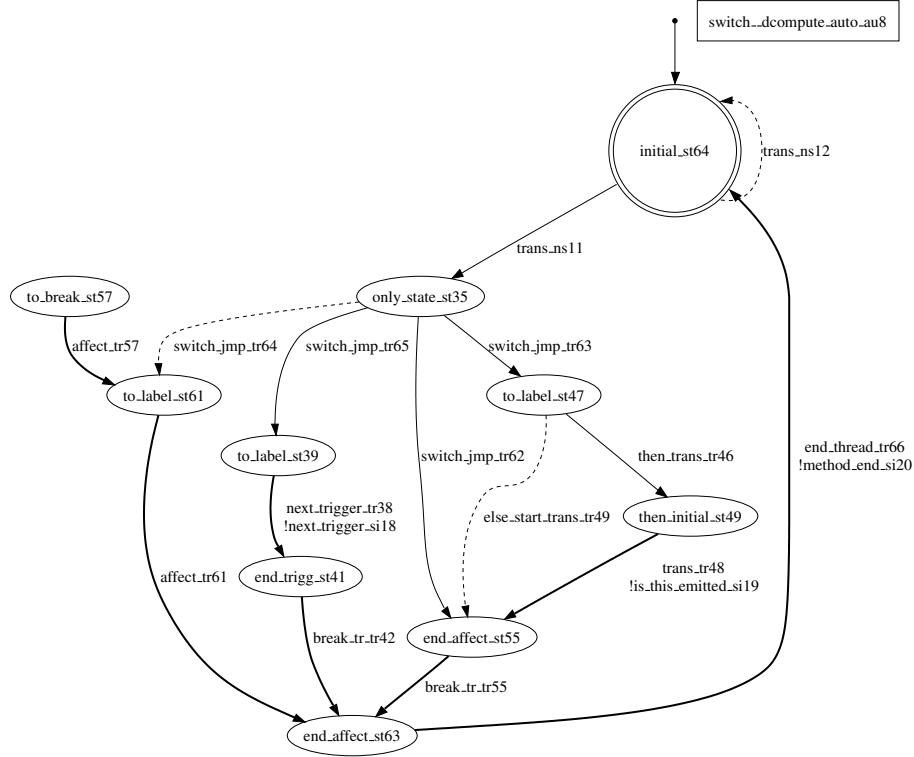 switch__dcompute_auto_au8
initial_st64
trans_ns12
trans_ns11
to_break_st57
only_state_st35
affect_tr57
switch_jmp_tr64
switch_jmp_tr65
switch_jmp_tr63
to_label_st61
to_label_st47
to_label_st39
switch_jmp_tr62
then_trans_tr46
end_thread_tr66
!method_end_si20
next_trigger_tr38
!next_trigger_si18
else_start_trans_tr49
then_initial_st49
affect_tr61
end_trigg_st41
trans_tr48
!is_this_emitted_si19
break_tr_tr42
end_affect_st55
break_tr_tr55
end_affect_st63